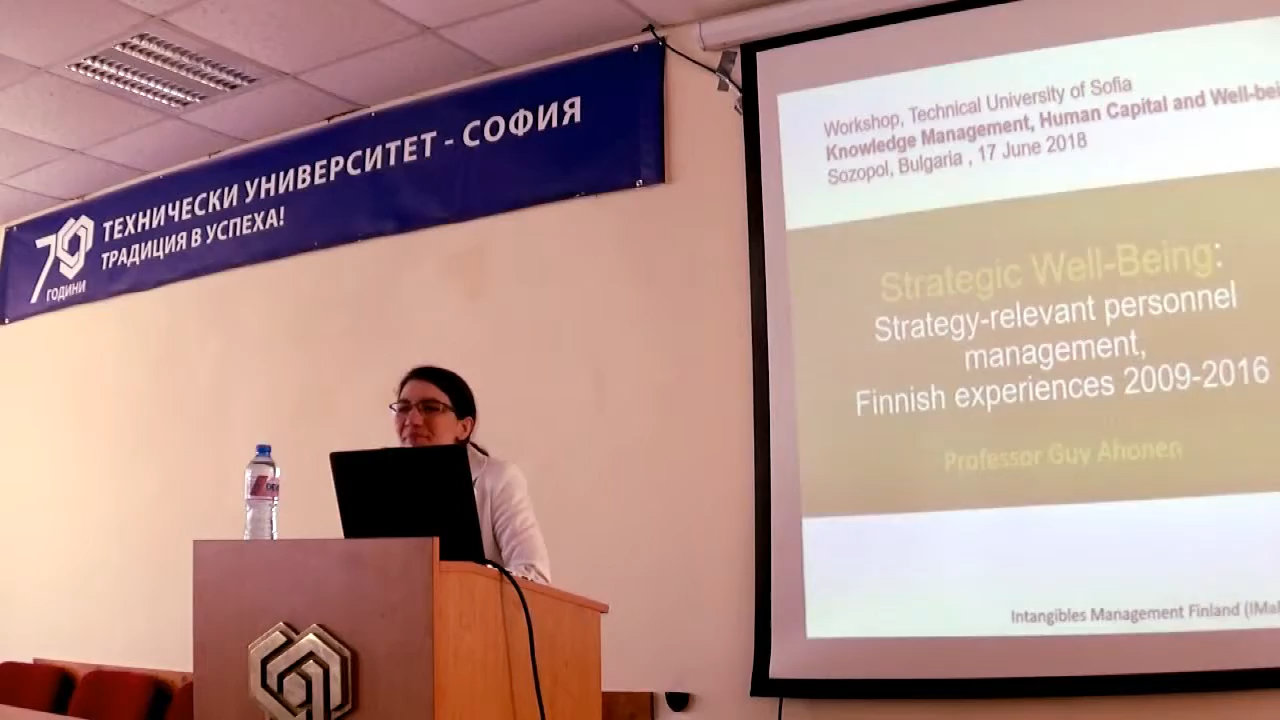 ТЕХНИЧЕСКИ УНИВЕРСИТЕТ - СОФИЯ
ТРАДИЦИЯ В УСПЕХА!
70
ГОДИНИ
Workshop, Technical University of Sofia
Knowledge Management, Human Capital and Well-bei
Sozopol, Bulgaria , 17 June 2018
Strategic Well-Being:
Strategy-relevant personnel
management,
Finnish experiences 2009-2016
Professor Guy Ahonen
Intangibles Management Finland (IMa